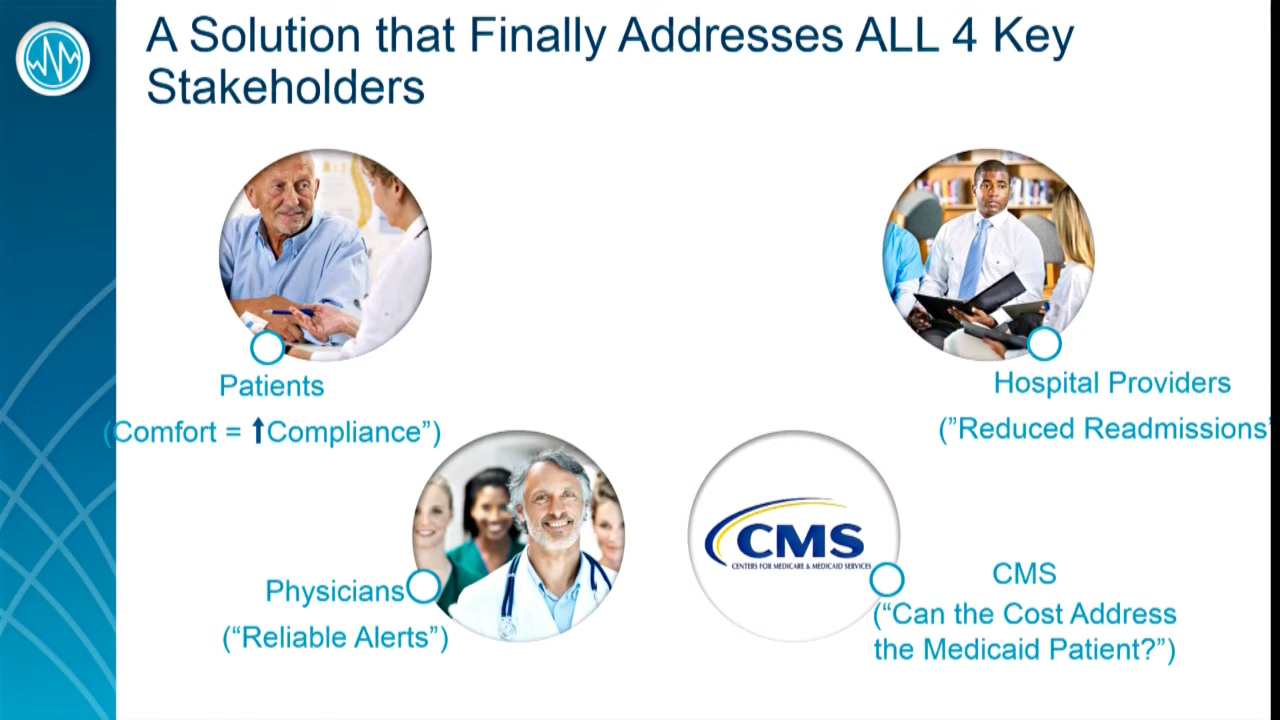 A Solution that Finally Addresses ALL 4 Key
Stakeholders
Patients
(Comfort = ↑Compliance”)
Hospital Providers
(”Reduced Readmissions”
Physicians
(“Reliable Alerts”)
CMS
CENTERS FOR MEDICARE & MEDICAID SERVICES
CMS
(“Can the Cost Address
the Medicaid Patient?”)